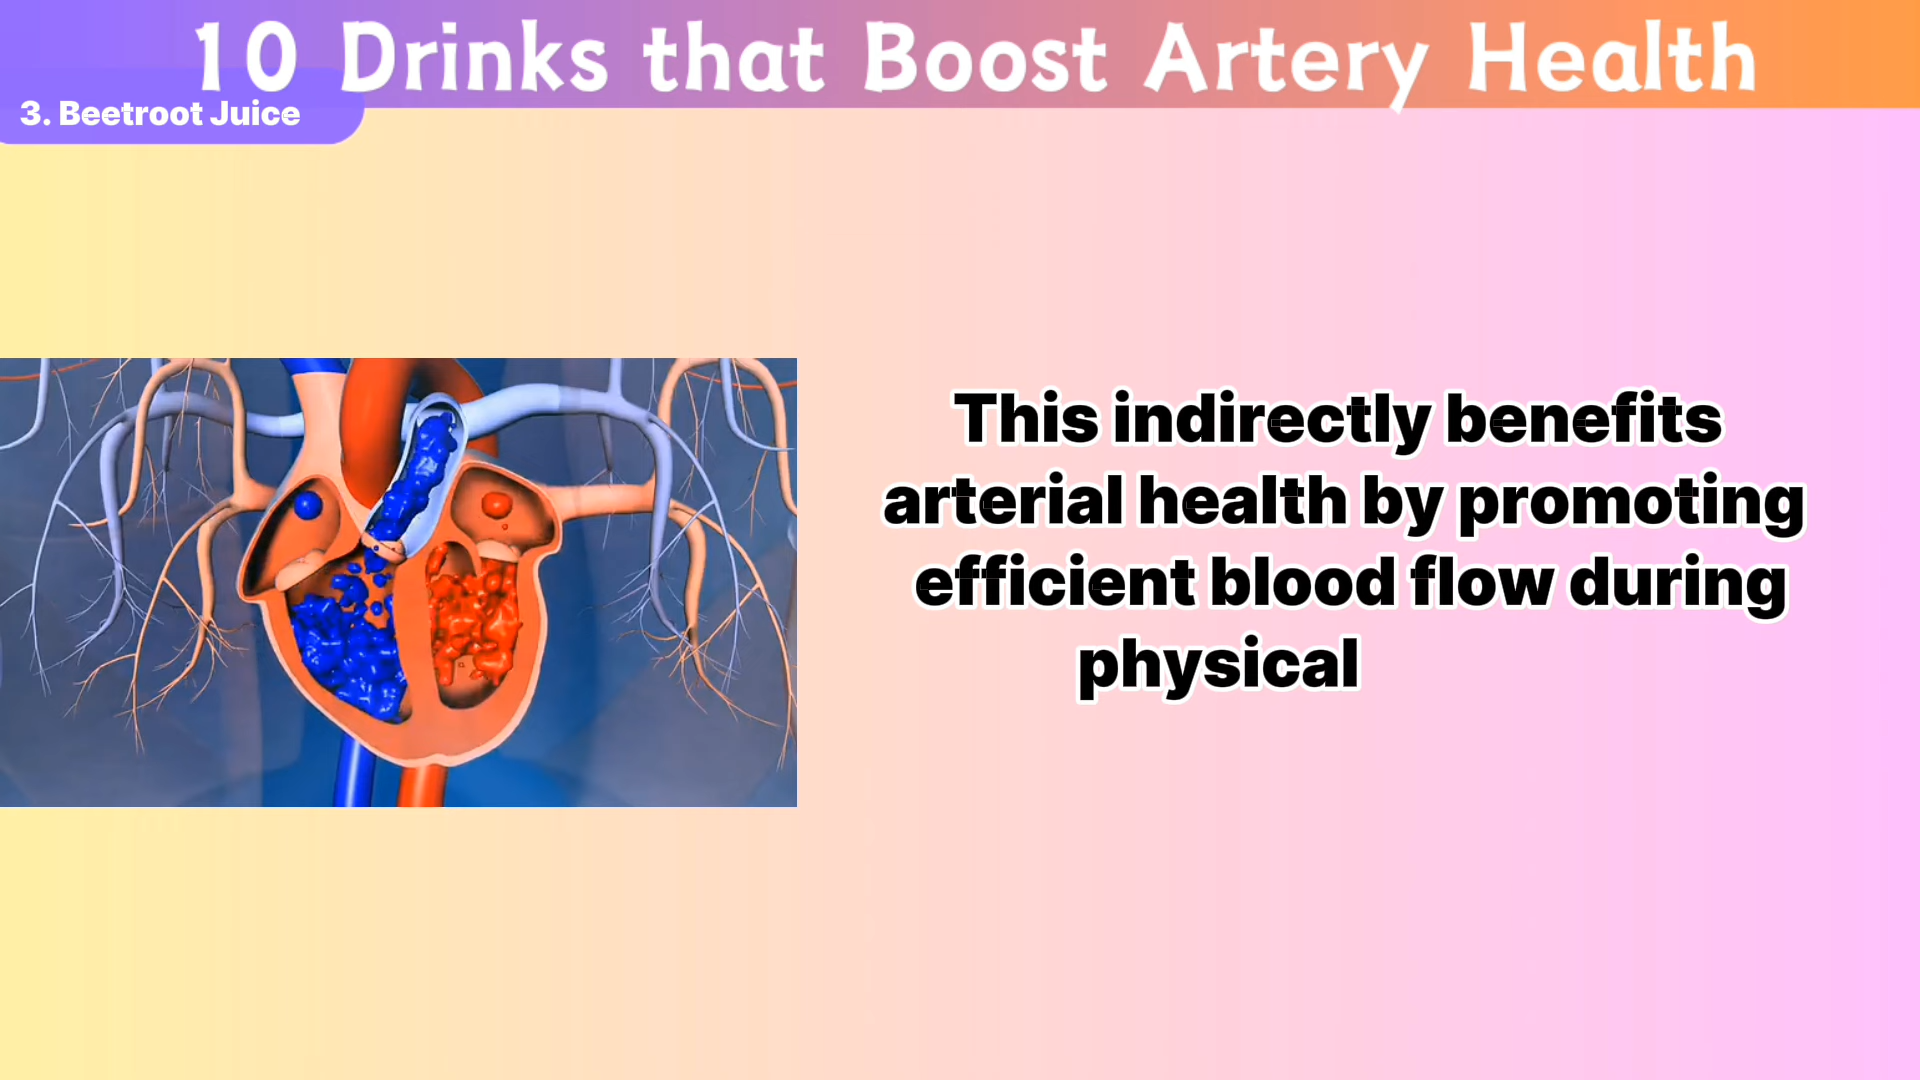 10 Drinks that Boost Artery Health
3. Beetroot Juice
This indirectly benefits
arterial health by promoting
efficient blood flow during
physical